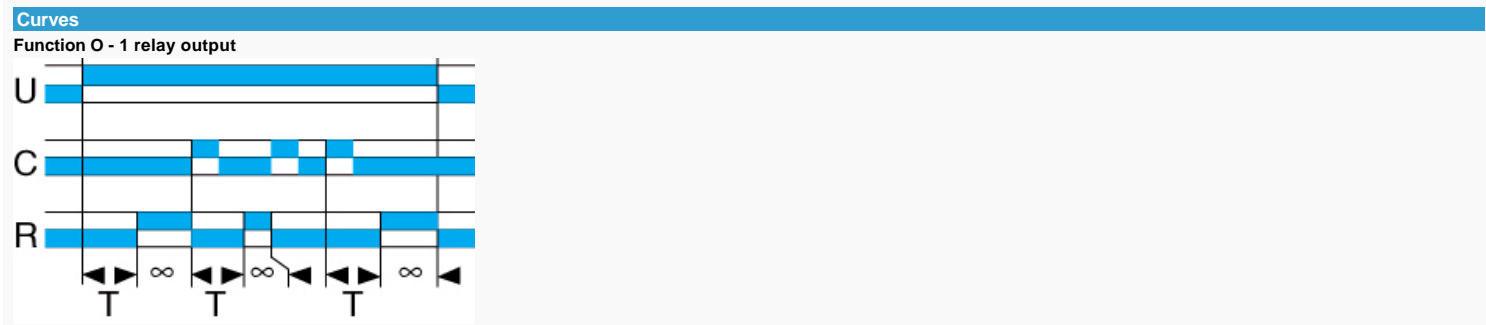 Curves
Function O - 1 relay output
U
C
R
∞ ∞ ∞
T T T